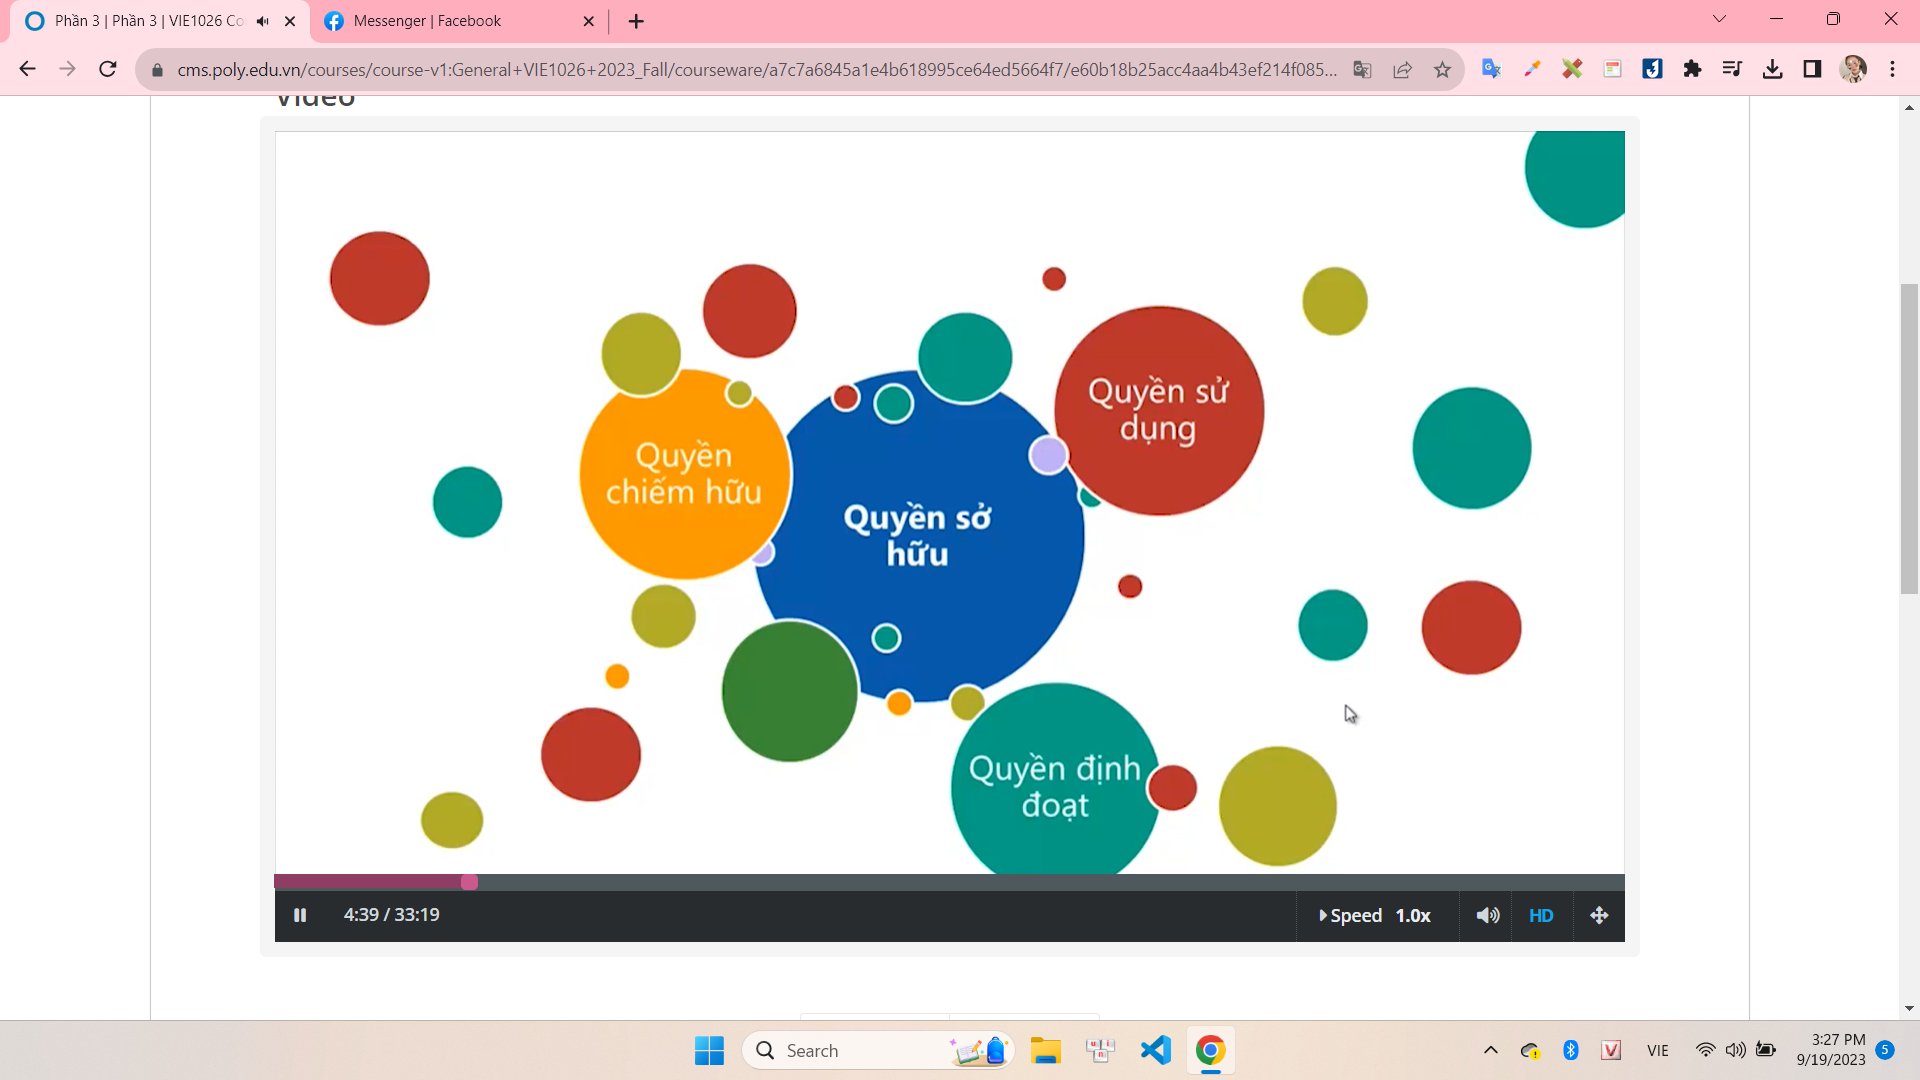 Phần 3 | Phần 3 | VIE1026 Co
Messenger | Facebook
cms.poly.edu.vn/courses/course-v1:General+VIE1026+2023_Fall/courseware/a7c7a6845a1e4b618995ce64ed5664f7/e60b18b25acc4aa4b43ef214f085...
Video
Quyền sử
dụng
Quyền
chiếm hữu
Quyền sở
hữu
Quyền định
đoạt
4:39 / 33:19
Speed 1.0x
HD
Search
VIE
3:27 PM
9/19/2023
5